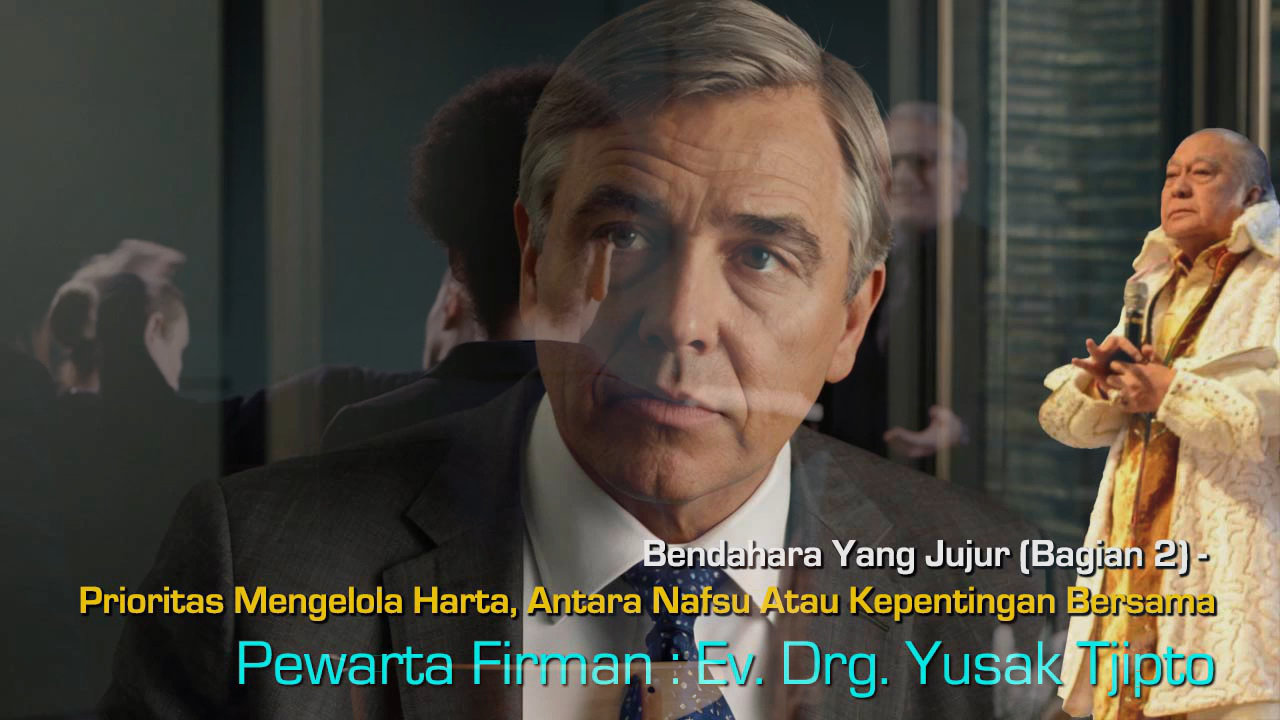 Bendahara Yang Jujur (Bagian 2) -
Prioritas Mengelola Harta, Antara Nafsu Atau Kepentingan Bersama
Pewarta Firman : Ev. Drg. Yusak Tjipto